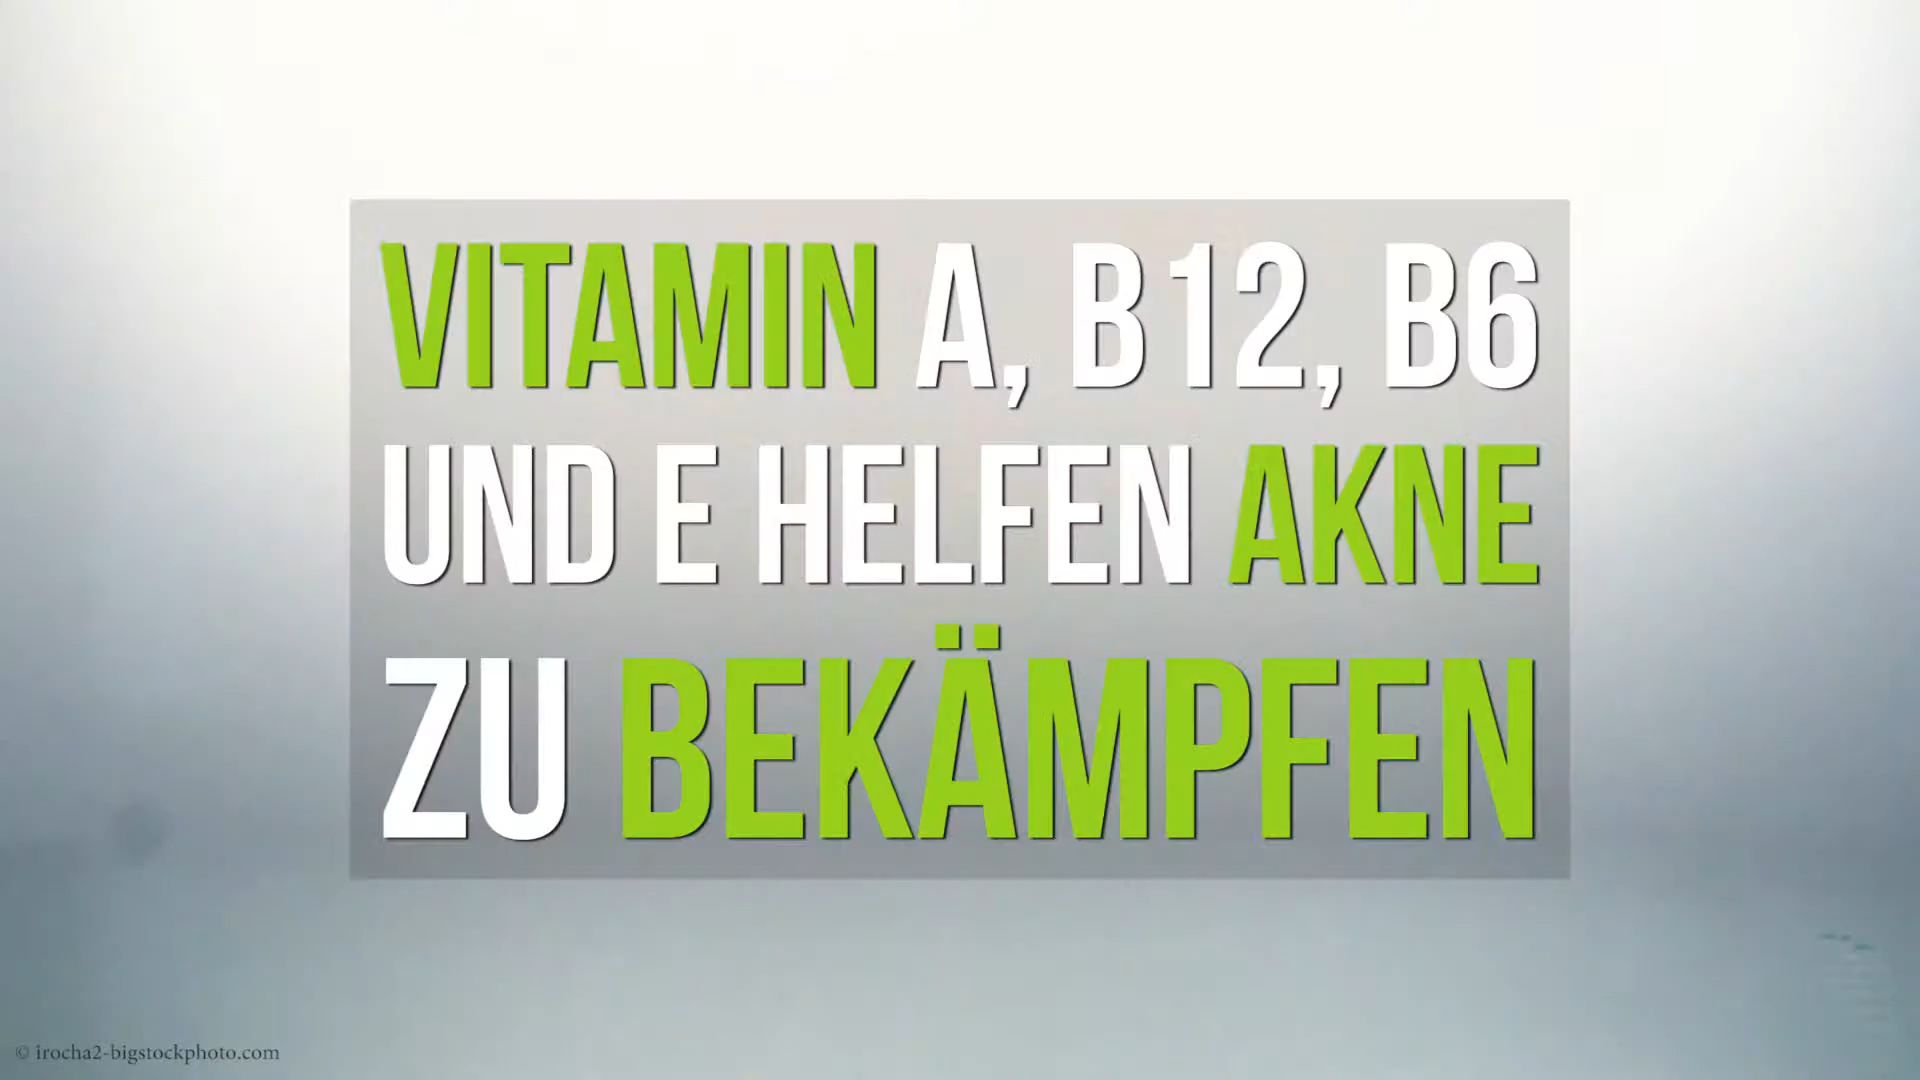 VITAMIN A, B12, B6
UND E HELFEN AKNE
ZU BEKÄMPFEN
© irocha2-bigstockphoto.com